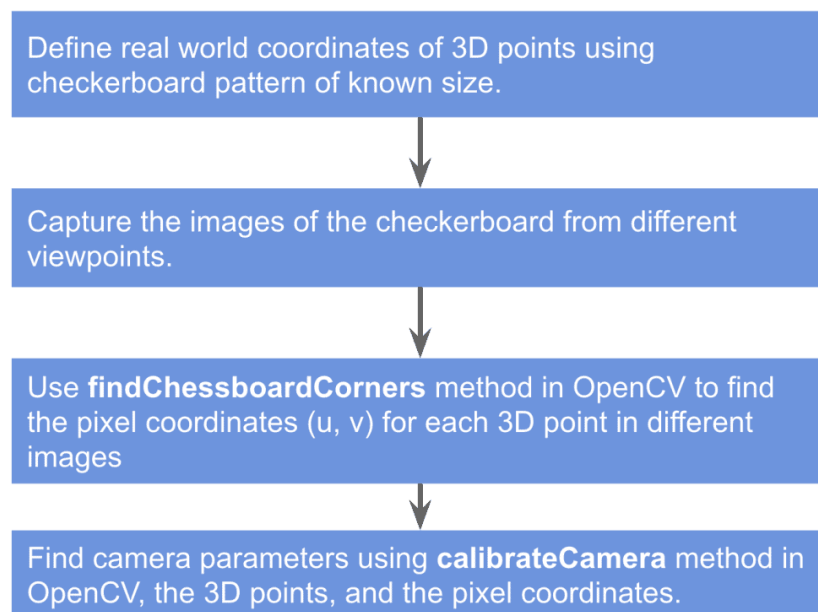 Define real world coordinates of 3D points using
checkerboard pattern of known size.
Capture the images of the checkerboard from different
viewpoints.
Use findChessboardCorners method in OpenCV to find
the pixel coordinates (u, v) for each 3D point in different
images
Find camera parameters using calibrateCamera method in
OpenCV, the 3D points, and the pixel coordinates.